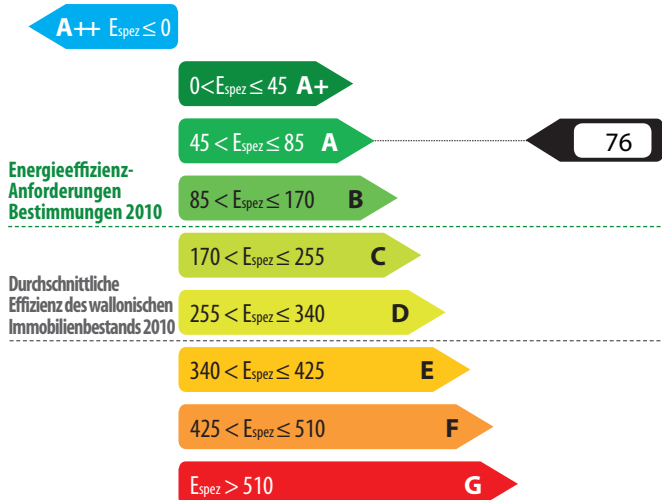 A++ Espez ≤ 0
0 < Espez ≤ 45 A+
45 < Espez ≤ 85 A
76
Energieeffizienz-
Anforderungen
Bestimmungen 2010
85 < Espez ≤ 170 B
170 < Espez ≤ 255 C
Durchschnittliche
Effizienz des wallonischen
Immobilienbestands 2010
255 < Espez ≤ 340 D
340 < Espez ≤ 425 E
425 < Espez ≤ 510 F
Espez > 510 G